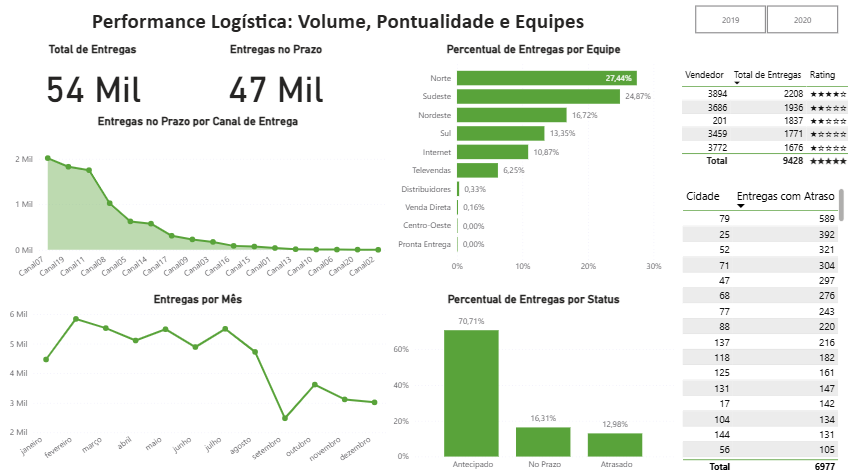 Performance Logística: Volume, Pontualidade e Equipes
2019
2020
Total de Entregas
54 Mil
Entregas no Prazo
47 Mil
Entregas no Prazo por Canal de Entrega
2 Mil
1 Mil
0 Mil
Canal07
Canal19
Canal11
Canal08
Canal05
Canal14
Canal17
Canal09
Canal03
Canal16
Canal15
Canal01
Canal13
Canal10
Canal06
Canal20
Canal02
Percentual de Entregas por Equipe
Norte 27,44%
Sudeste 24,87%
Nordeste 16,72%
Sul 13,35%
Internet 10,87%
Televendas 6,25%
Distribuidores 0,33%
Venda Direta 0,16%
Centro-Oeste 0,00%
Pronta Entrega 0,00%
0% 10% 20% 30%
Vendedor Total de Entregas Rating
3894 2208 ★★★★☆
3686 1936 ★★☆☆☆
201 1837 ★★☆☆☆
3459 1771 ★☆☆☆☆
3772 1676 ★☆☆☆☆
Total 9428 ★★★★★
Cidade Entregas com Atraso
79 589
25 392
52 321
71 304
47 297
68 276
77 243
88 220
137 216
118 182
125 161
131 147
17 142
104 134
144 131
56 105
Total 6977
Entregas por Mês
6 Mil
5 Mil
4 Mil
3 Mil
2 Mil
janeiro
fevereiro
março
abril
maio
junho
julho
agosto
setembro
outubro
novembro
dezembro
Percentual de Entregas por Status
60%
40%
20%
0%
70,71%
16,31%
12,98%
Antecipado
No Prazo
Atrasado